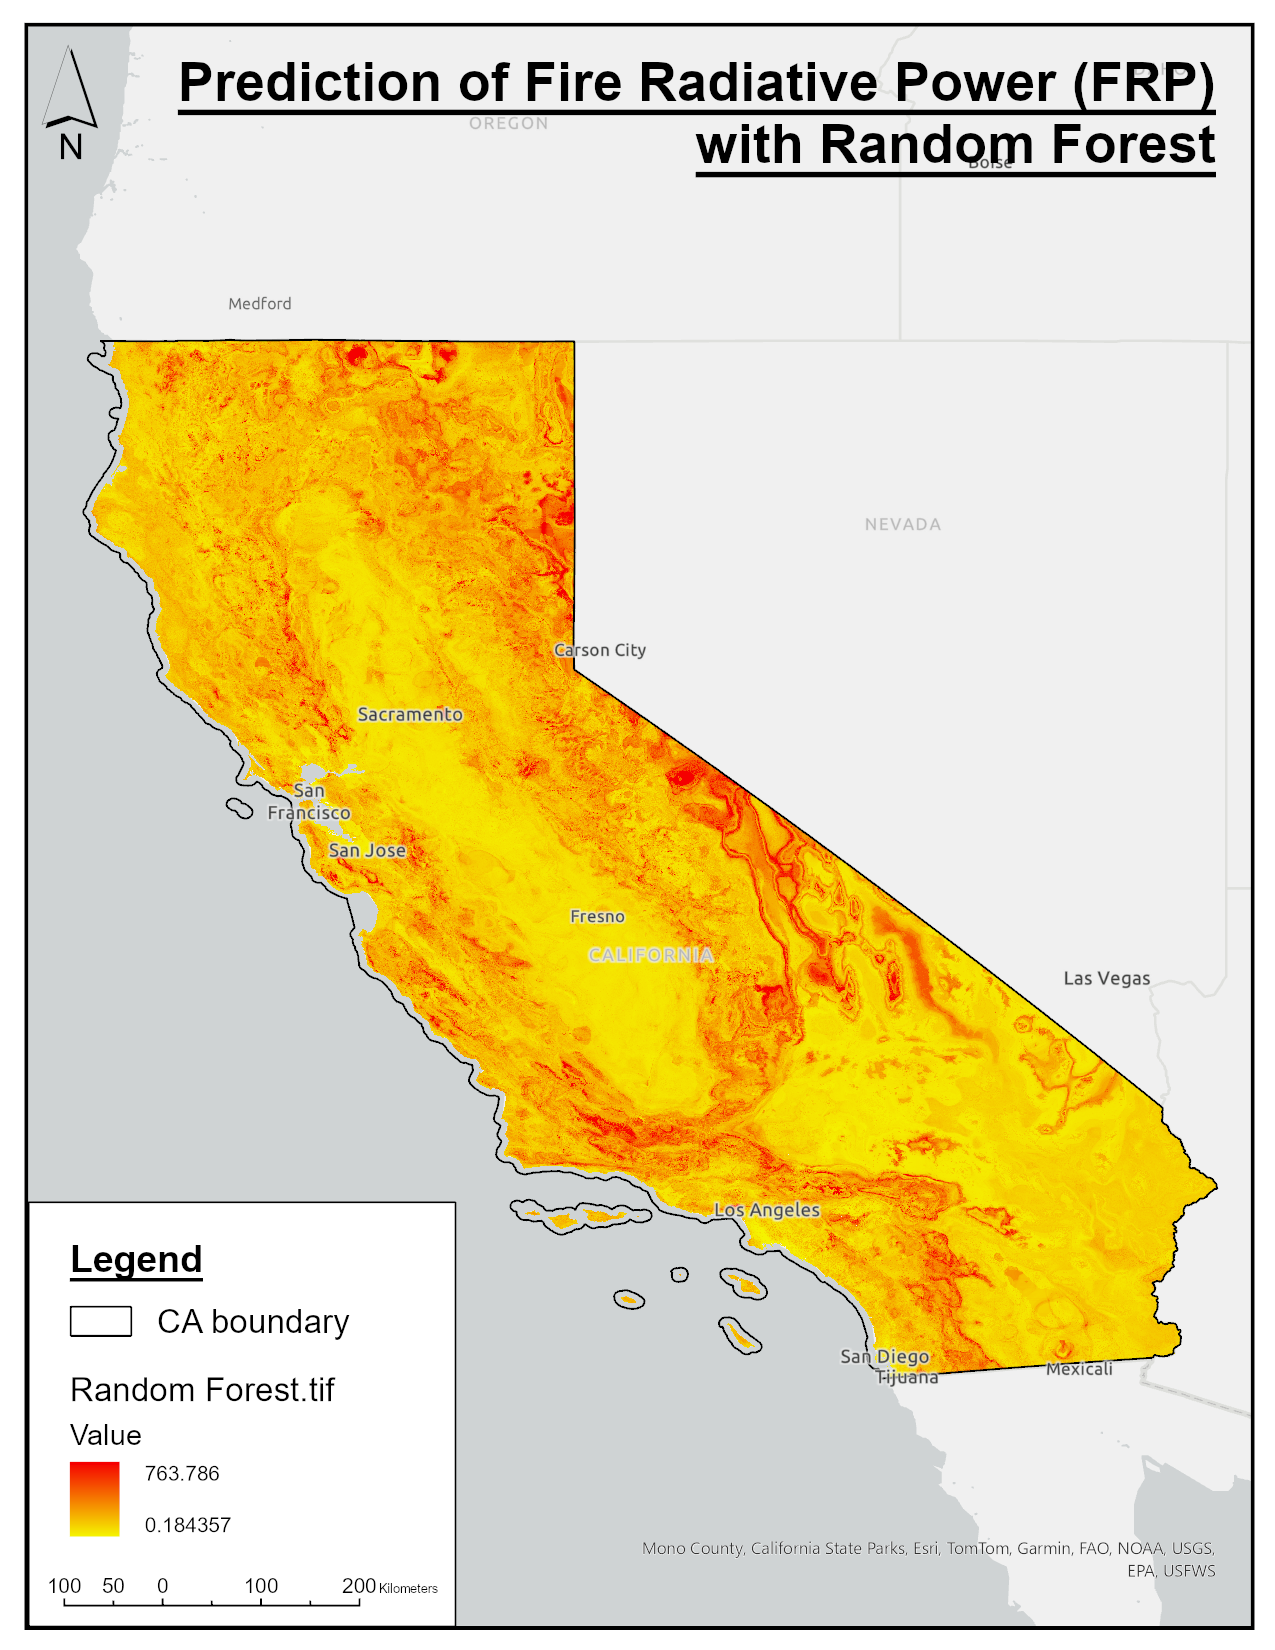 Prediction of Fire Radiative Power (FRP)
with Random Forest
N
OREGON
Boise
Medford
NEVADA
Carson City
Sacramento
San
Francisco
San Jose
Fresno
CALIFORNIA
Las Vegas
Los Angeles
San Diego
Tijuana
Mexicali
Legend
CA boundary
Random Forest.tif
Value
763.786
0.184357
100 50 0 100 200 Kilometers
Mono County, California State Parks, Esri, TomTom, Garmin, FAO, NOAA, USGS,
EPA, USFWS